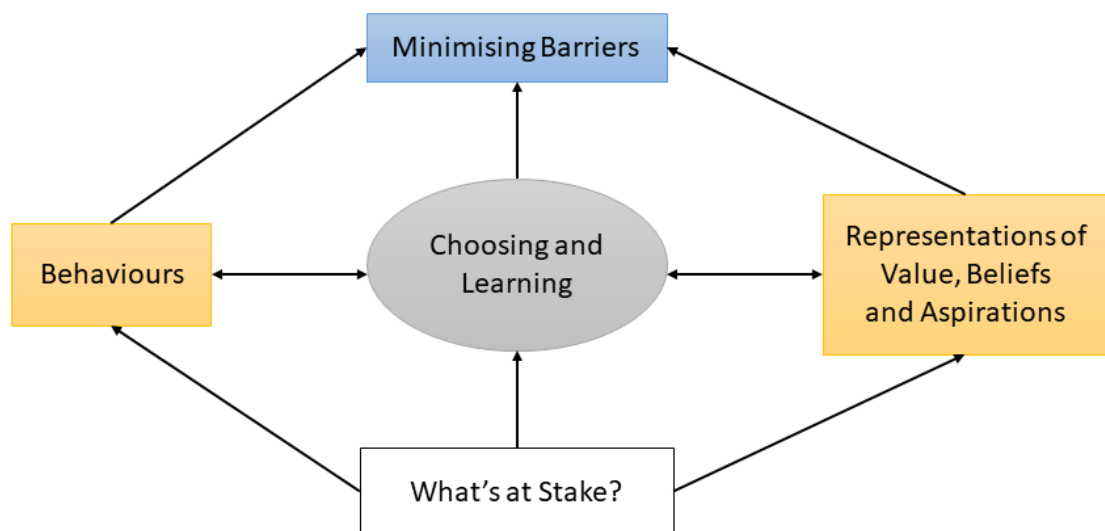 Minimising Barriers
Choosing and
Learning
Behaviours
Representations of
Value, Beliefs
and Aspirations
What's at Stake?